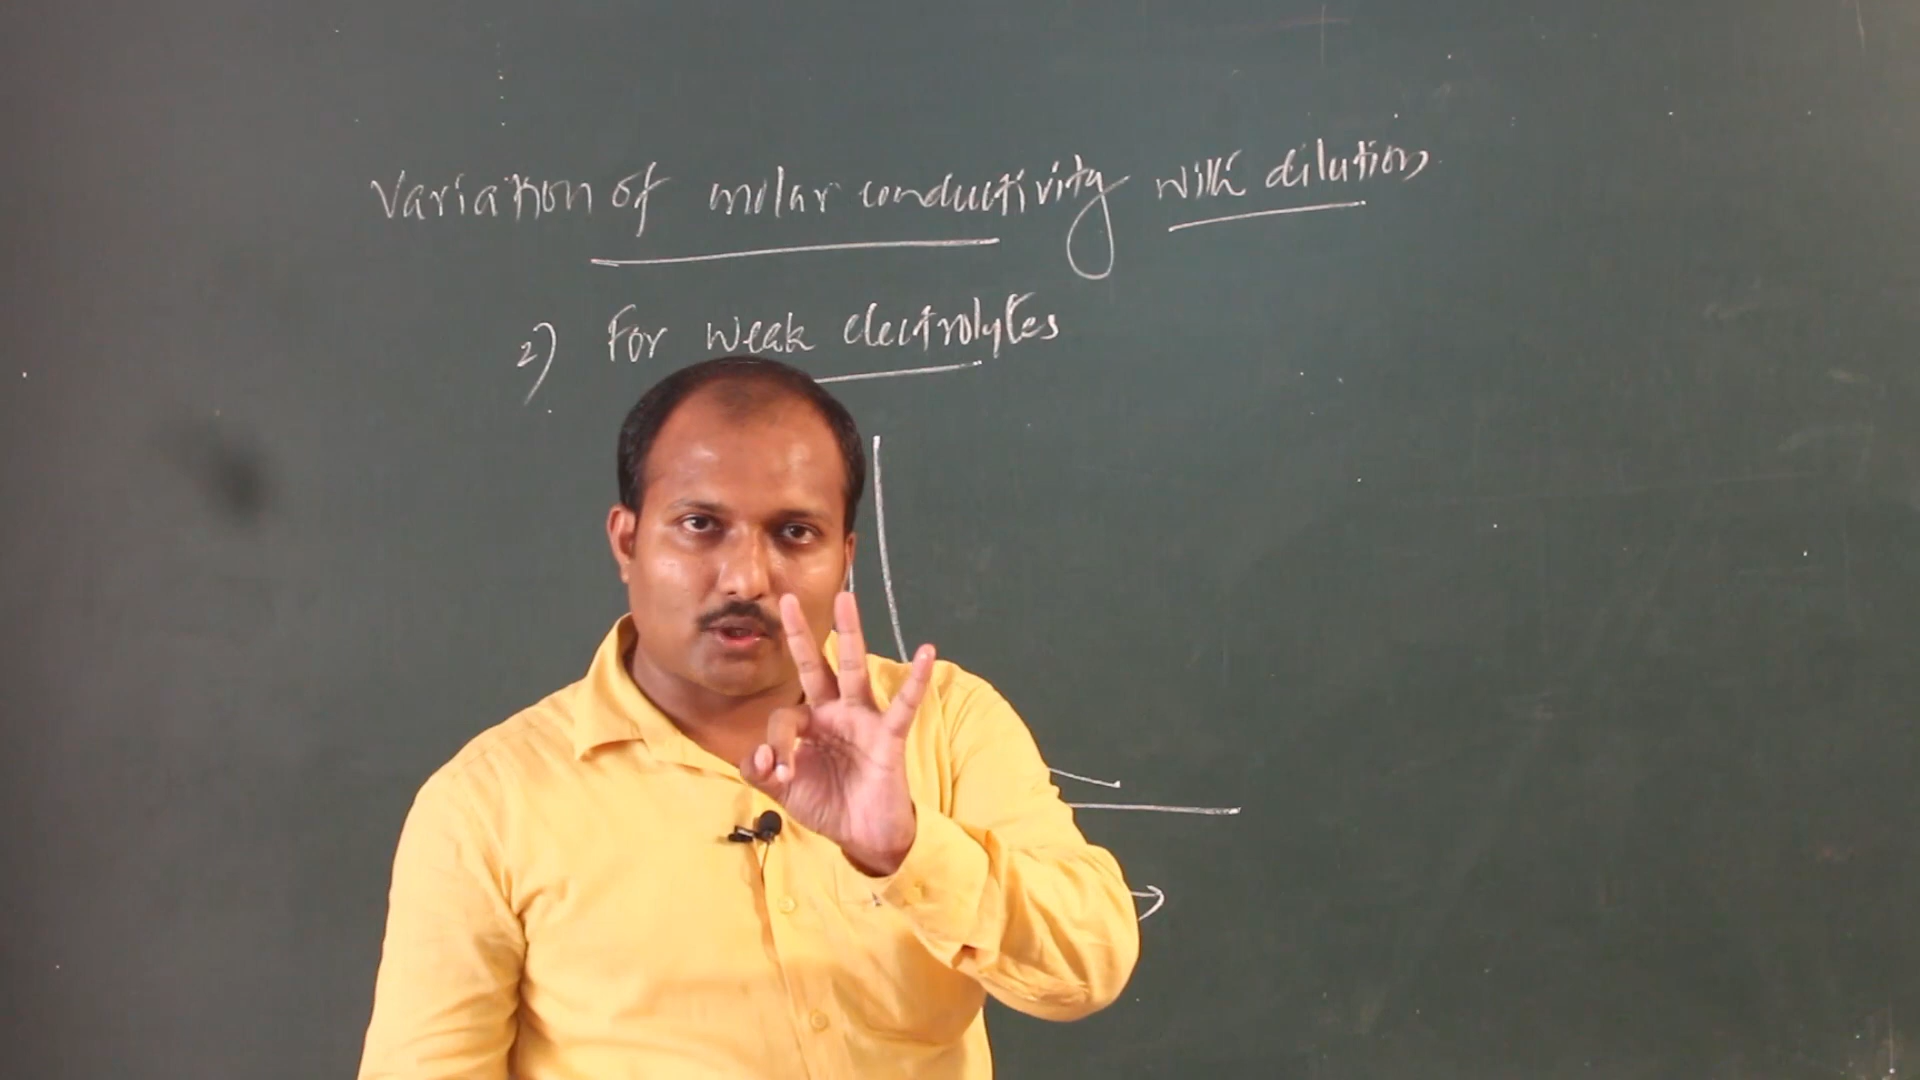 Variation of molar conductivity with dilution
2) For weak electrolytes